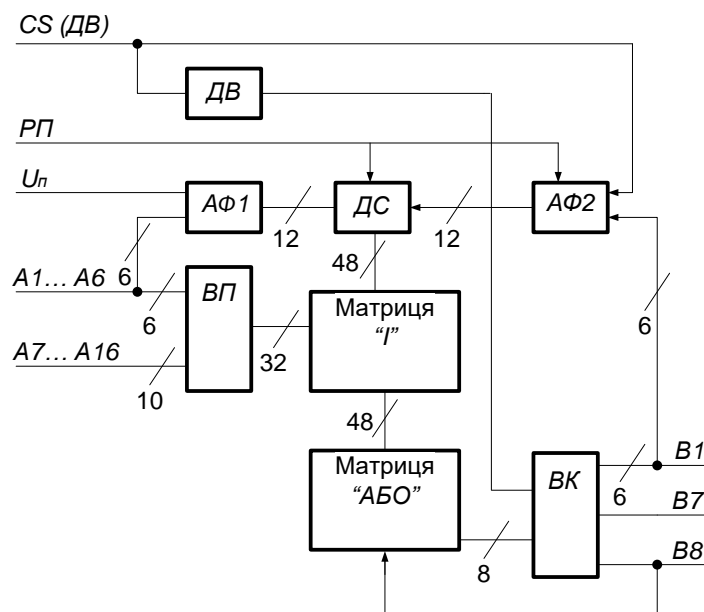 CS (ДВ)
ДВ
РП
Uп
АФ1
12
ДС
12
АФ2
6
48
А1... А6
6
ВП
Матриця
"І"
6
32
А7... А16
10
48
Матриця
"АБО"
ВК
6
В1
В7
8
В8